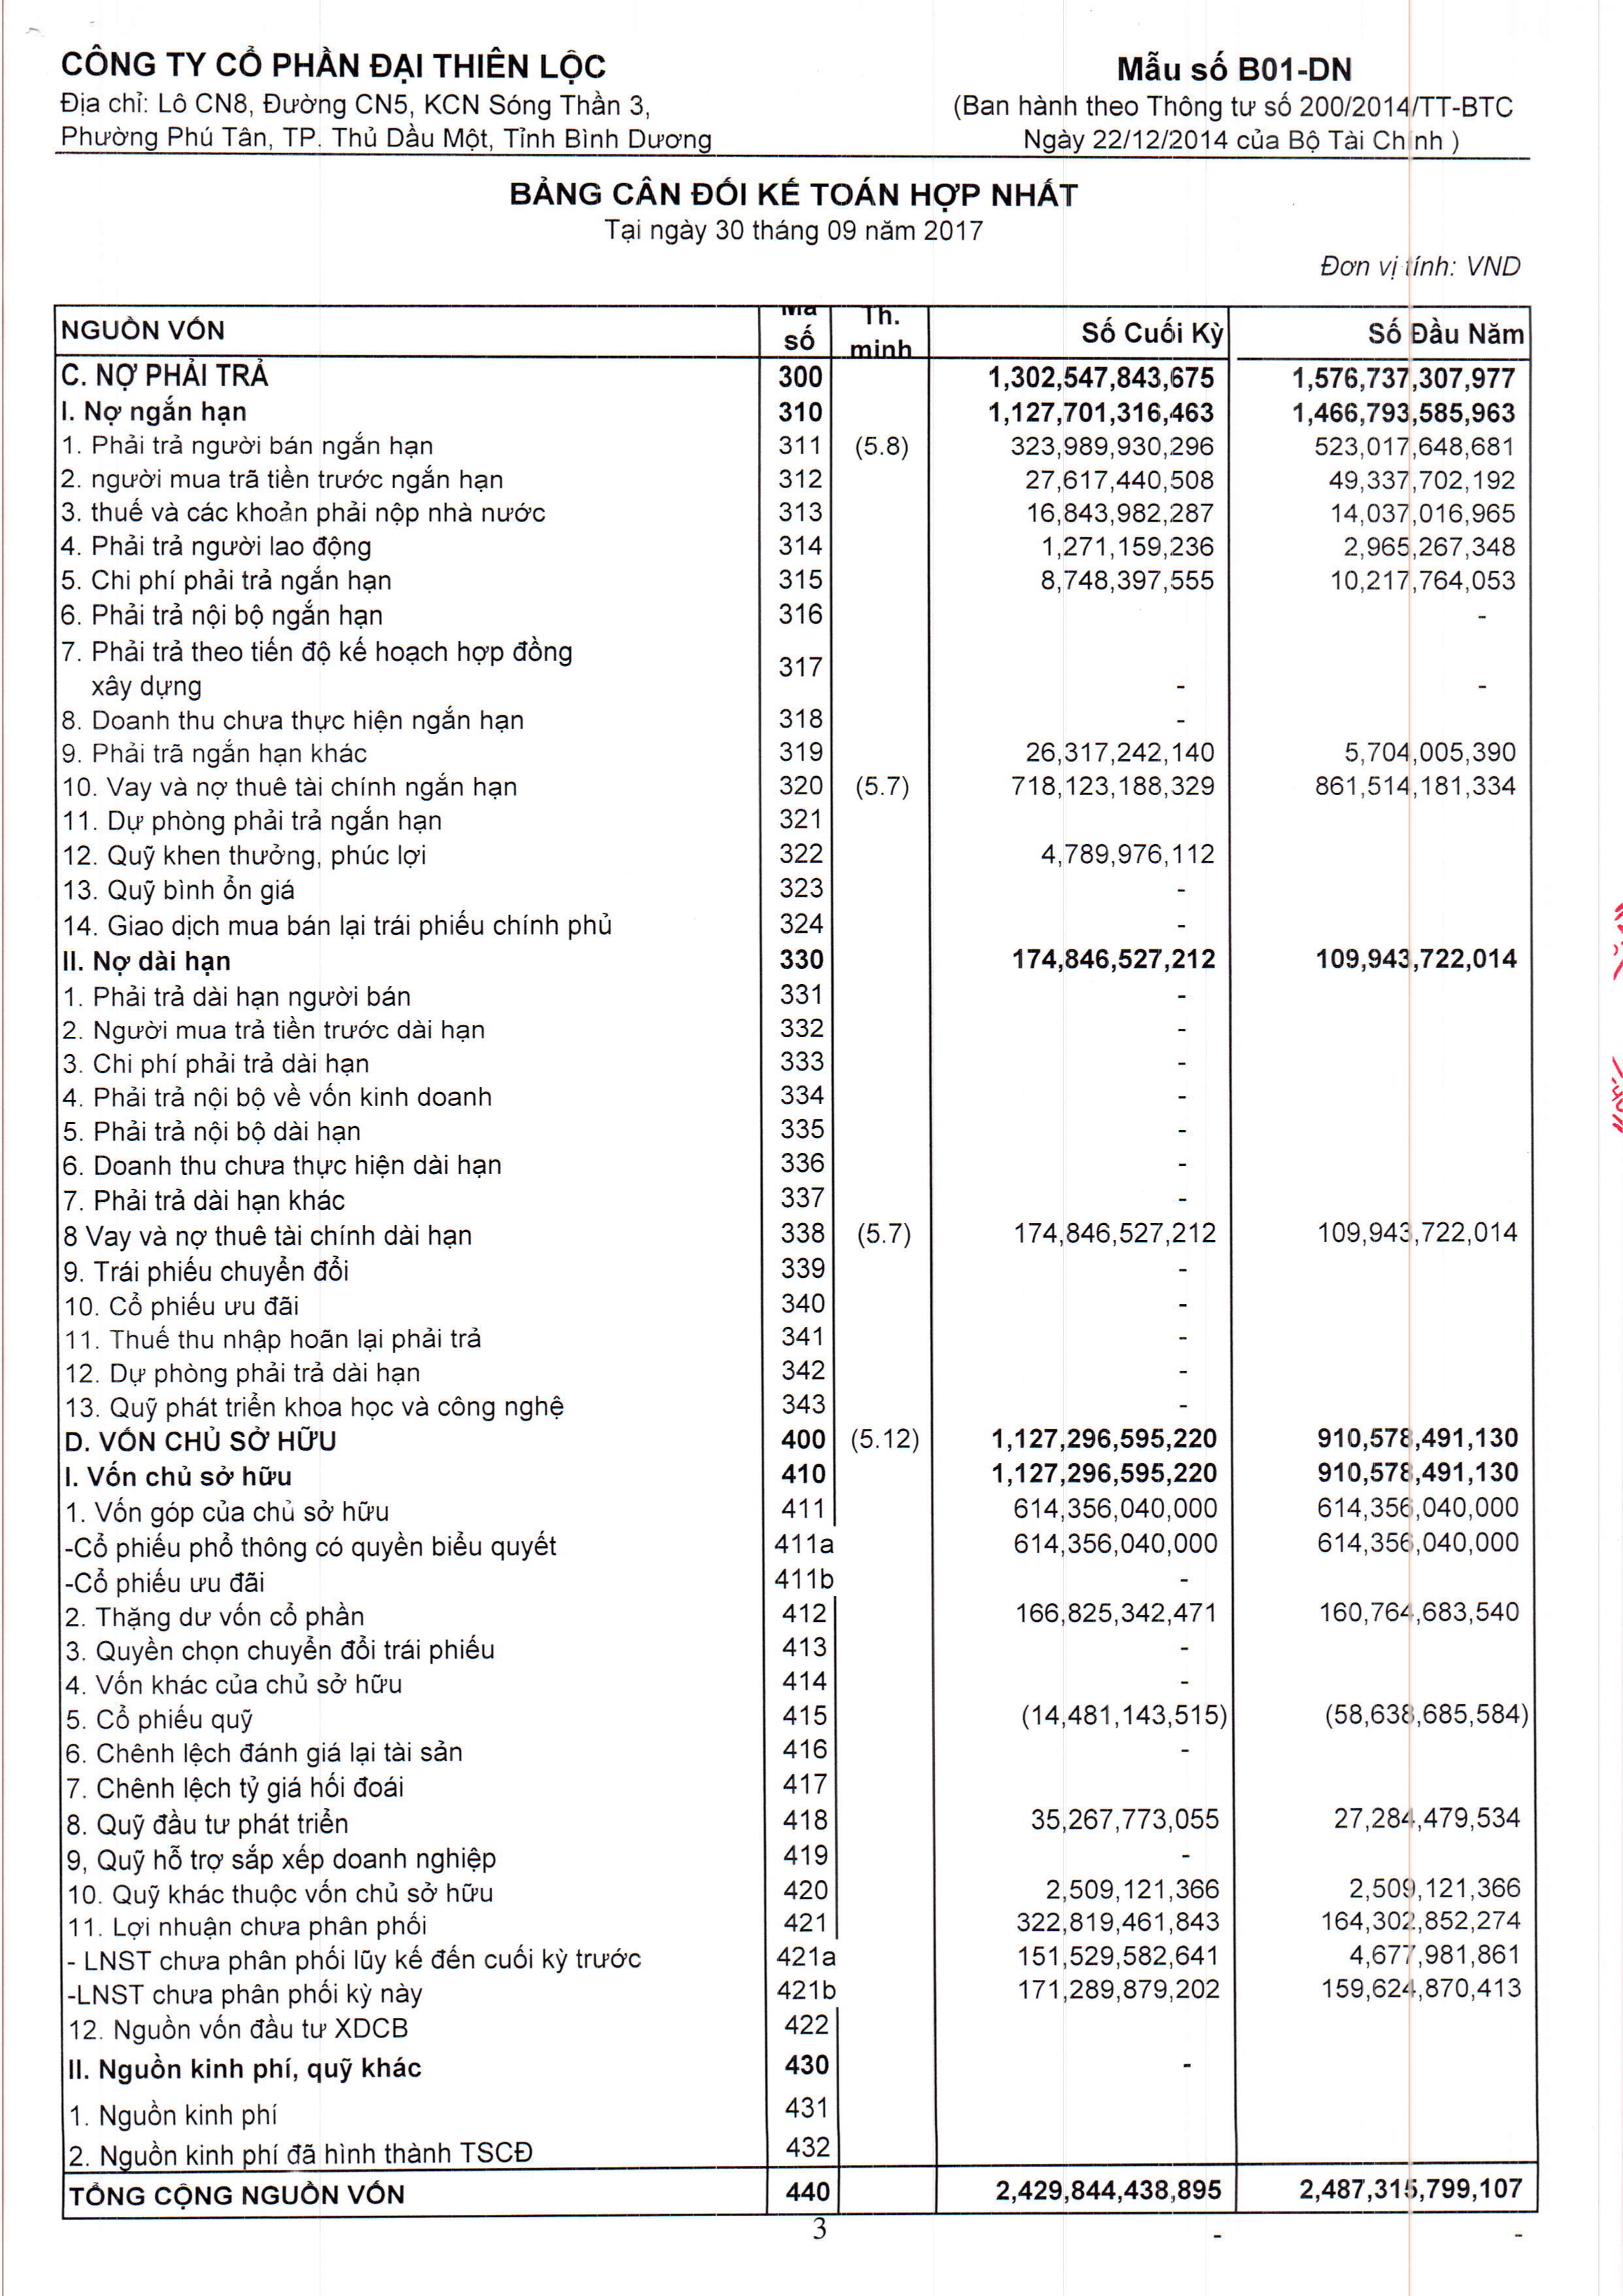 CÔNG TY CỔ PHẦN ĐẠI THIÊN LỘC
Địa chỉ: Lô CN8, Đường CN5, KCN Sóng Thần 3,
Phường Phú Tân, TP. Thủ Dầu Một, Tỉnh Bình Dương
Mẫu số B01-DN
(Ban hành theo Thông tư số 200/2014/TT-BTC
Ngày 22/12/2014 của Bộ Tài Chính )
BẢNG CÂN ĐỐI KẾ TOÁN HỢP NHẤT
Tại ngày 30 tháng 09 năm 2017
Đơn vị tính: VND
NGUỒN VỐN Mã số Th. minh Số Cuối Kỳ Số Đầu Năm
C. NỢ PHẢI TRẢ 300 1,302,547,843,675 1,576,737,307,977
I. Nợ ngắn hạn 310 1,127,701,316,463 1,466,793,585,963
1. Phải trả người bán ngắn hạn 311 (5.8) 323,989,930,296 523,017,648,681
2. người mua trã tiền trước ngắn hạn 312 27,617,440,508 49,337,702,192
3. thuế và các khoản phải nộp nhà nước 313 16,843,982,287 14,037,016,965
4. Phải trả người lao động 314 1,271,159,236 2,965,267,348
5. Chi phí phải trả ngắn hạn 315 8,748,397,555 10,217,764,053
6. Phải trả nội bộ ngắn hạn 316 -
7. Phải trả theo tiến độ kế hoạch hợp đồng
xây dựng 317 - -
8. Doanh thu chưa thực hiện ngắn hạn 318 -
9. Phải trã ngắn hạn khác 319 26,317,242,140 5,704,005,390
10. Vay và nợ thuê tài chính ngắn hạn 320 (5.7) 718,123,188,329 861,514,181,334
11. Dự phòng phải trả ngắn hạn 321
12. Quỹ khen thưởng, phúc lợi 322 4,789,976,112
13. Quỹ bình ổn giá 323 -
14. Giao dịch mua bán lại trái phiếu chính phủ 324 -
II. Nợ dài hạn 330 174,846,527,212 109,943,722,014
1. Phải trả dài hạn người bán 331 -
2. Người mua trả tiền trước dài hạn 332 -
3. Chi phí phải trả dài hạn 333 -
4. Phải trả nội bộ về vốn kinh doanh 334 -
5. Phải trả nội bộ dài hạn 335 -
6. Doanh thu chưa thực hiện dài hạn 336 -
7. Phải trả dài hạn khác 337 -
8 Vay và nợ thuê tài chính dài hạn 338 (5.7) 174,846,527,212 109,943,722,014
9. Trái phiếu chuyển đổi 339 -
10. Cổ phiếu ưu đãi 340 -
11. Thuế thu nhập hoãn lại phải trả 341 -
12. Dự phòng phải trả dài hạn 342 -
13. Quỹ phát triển khoa học và công nghệ 343 -
D. VỐN CHỦ SỞ HỮU 400 (5.12) 1,127,296,595,220 910,578,491,130
I. Vốn chủ sở hữu 410 1,127,296,595,220 910,578,491,130
1. Vốn góp của chủ sở hữu 411 614,356,040,000 614,356,040,000
-Cổ phiếu phổ thông có quyền biểu quyết 411a 614,356,040,000 614,356,040,000
-Cổ phiếu ưu đãi 411b -
2. Thặng dư vốn cổ phần 412 166,825,342,471 160,764,683,540
3. Quyền chọn chuyển đổi trái phiếu 413 -
4. Vốn khác của chủ sở hữu 414 -
5. Cổ phiếu quỹ 415 (14,481,143,515) (58,638,685,584)
6. Chênh lệch đánh giá lại tài sản 416 -
7. Chênh lệch tỷ giá hối đoái 417
8. Quỹ đầu tư phát triển 418 35,267,773,055 27,284,479,534
9, Quỹ hỗ trợ sắp xếp doanh nghiệp 419 -
10. Quỹ khác thuộc vốn chủ sở hữu 420 2,509,121,366 2,509,121,366
11. Lợi nhuận chưa phân phối 421 322,819,461,843 164,302,852,274
- LNST chưa phân phối lũy kế đến cuối kỳ trước 421a 151,529,582,641 4,677,981,861
-LNST chưa phân phối kỳ này 421b 171,289,879,202 159,624,870,413
12. Nguồn vốn đầu tư XDCB 422
II. Nguồn kinh phí, quỹ khác 430 -
1. Nguồn kinh phí 431
2. Nguồn kinh phí đã hình thành TSCĐ 432
TỔNG CỘNG NGUỒN VỐN 440 2,429,844,438,895 2,487,315,799,107
3 - -